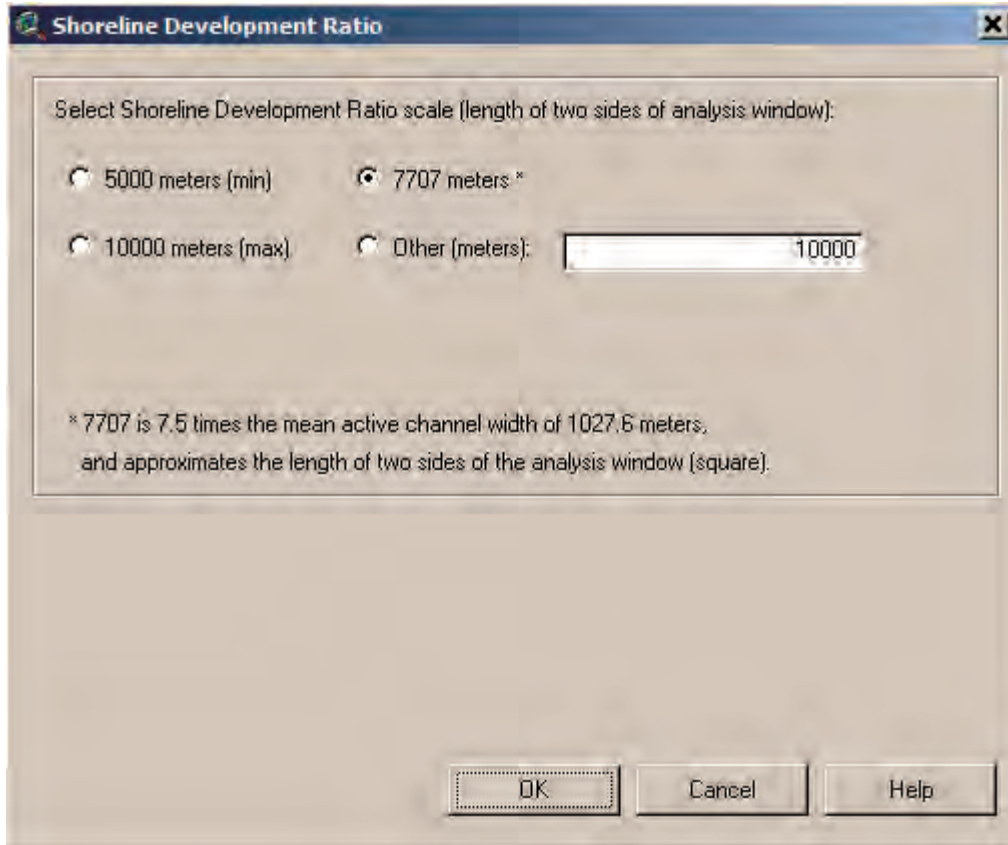 Shoreline Development Ratio
Select Shoreline Development Ratio scale (length of two sides of analysis window):
5000 meters (min) 7707 meters *
10000 meters (max) Other (meters): 10000
* 7707 is 7.5 times the mean active channel width of 1027.6 meters,
and approximates the length of two sides of the analysis window (square).
OK Cancel Help